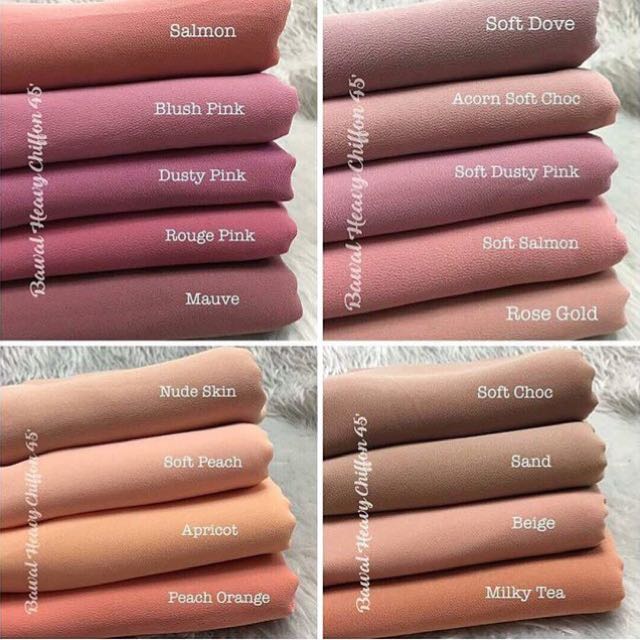 Salmon
Blush Pink
Dusty Pink
Rouge Pink
Mauve
Bawal Heavy Chiffon 45'
Soft Dove
Acorn Soft Choc
Soft Dusty Pink
Soft Salmon
Rose Gold
Bawal Heavy Chiffon 45'
Nude Skin
Soft Peach
Apricot
Peach Orange
Bawal Heavy Chiffon 45'
Soft Choc
Sand
Beige
Milky Tea
Bawal Heavy Chiffon 45'